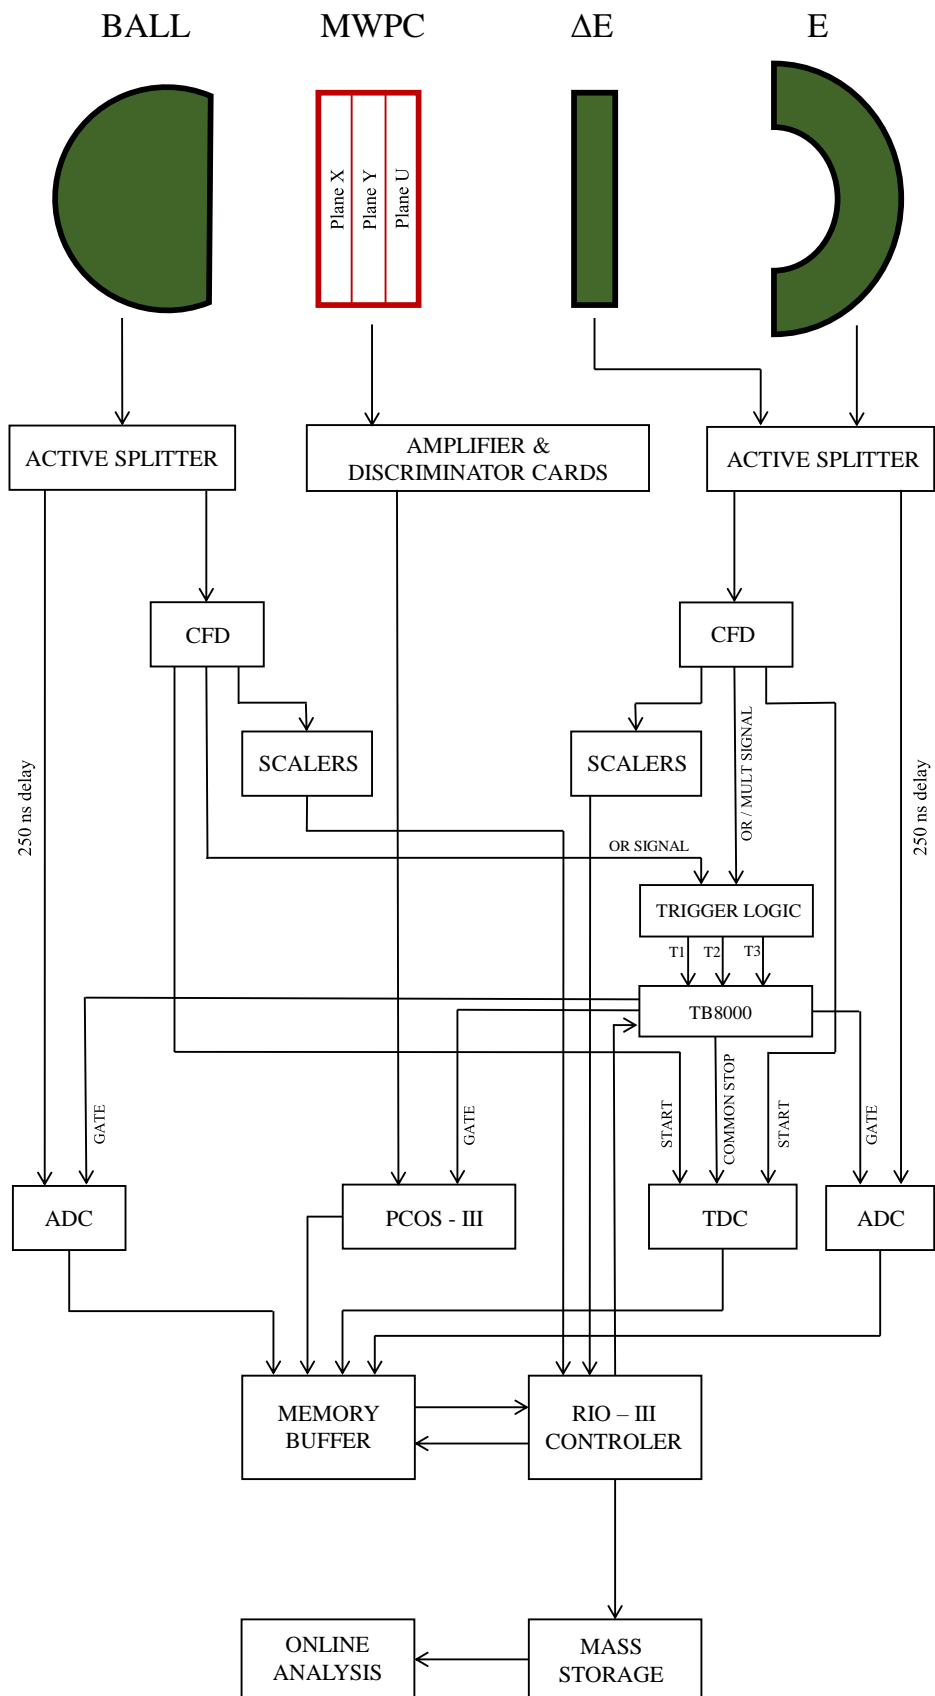 BALL
MWPC
ΔE
E
Plane X
Plane Y
Plane U
ACTIVE SPLITTER
AMPLIFIER &
DISCRIMINATOR CARDS
ACTIVE SPLITTER
CFD
CFD
SCALERS
SCALERS
OR / MULT SIGNAL
250 ns delay
250 ns delay
OR SIGNAL
TRIGGER LOGIC
T1
T2
T3
TB8000
GATE
GATE
START
COMMON STOP
START
GATE
ADC
PCOS - III
TDC
ADC
MEMORY
BUFFER
RIO – III
CONTROLER
ONLINE
ANALYSIS
MASS
STORAGE